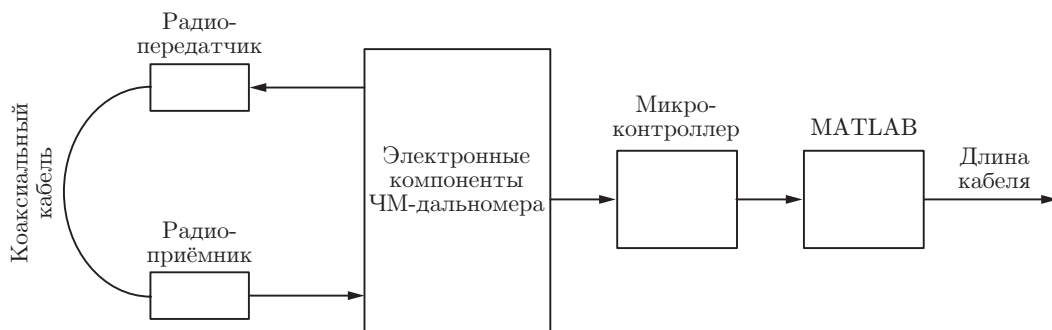 Радио-
передатчик
Коаксиальный
кабель
Радио-
приёмник
Электронные
компоненты
ЧМ-дальномера
Микро-
контроллер
MATLAB
Длина
кабеля